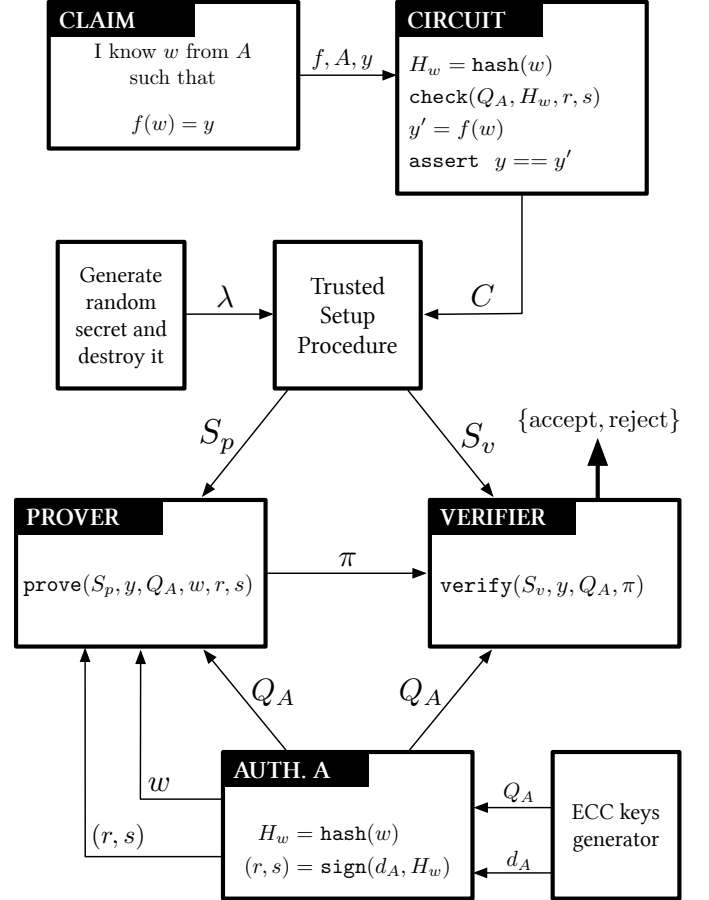 CLAIM
I know w from A
such that
f(w) = y
f, A, y
CIRCUIT
H_w = hash(w)
check(Q_A, H_w, r, s)
y′ = f(w)
assert y == y′
Generate
random
secret and
destroy it
λ
Trusted
Setup
Procedure
C
S_p
S_v
{accept, reject}
PROVER
prove(S_p, y, Q_A, w, r, s)
π
VERIFIER
verify(S_v, y, Q_A, π)
Q_A
Q_A
w
(r, s)
AUTH. A
H_w = hash(w)
(r, s) = sign(d_A, H_w)
Q_A
d_A
ECC keys
generator